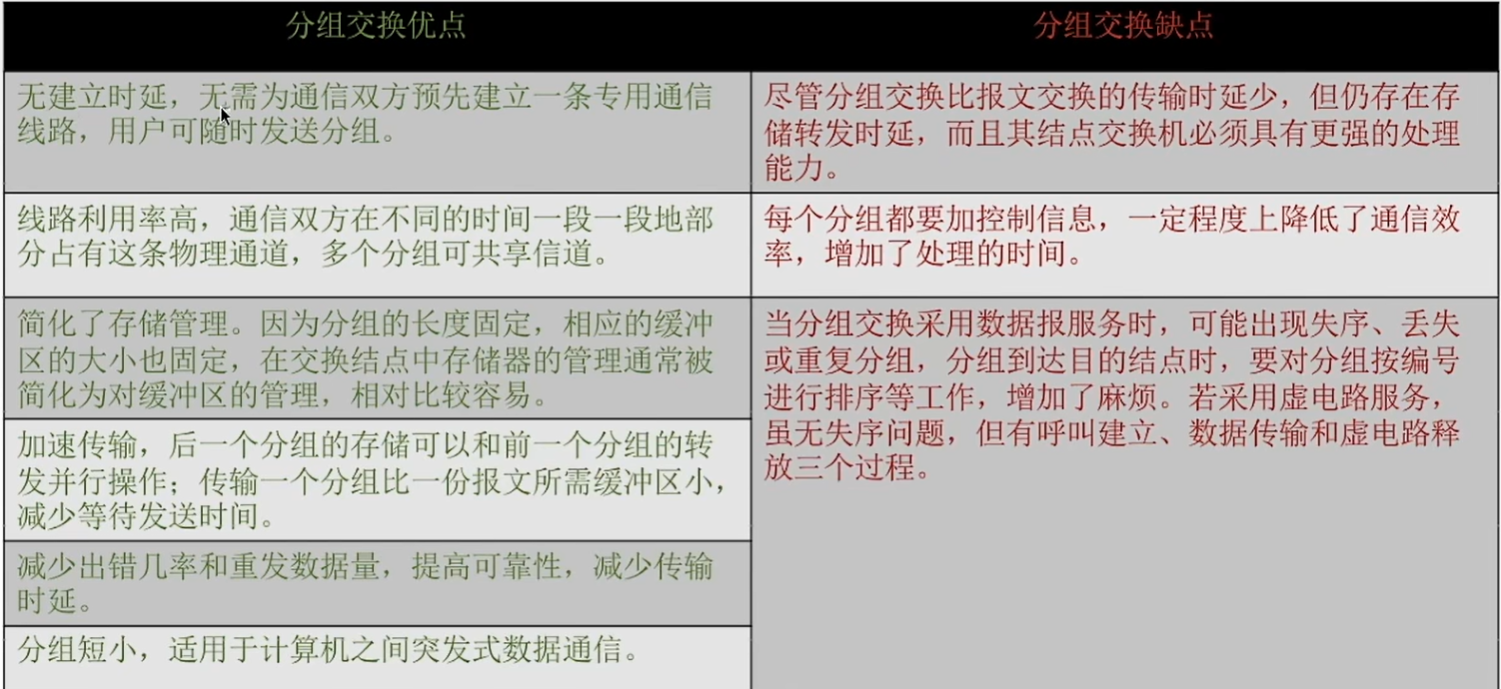 分组交换优点
分组交换缺点
无建立时延，无需为通信双方预先建立一条专用通信
线路，用户可随时发送分组。
尽管分组交换比报文交换的传输时延少，但仍存在存
储转发时延，而且其结点交换机必须具有更强的处理
能力。
线路利用率高，通信双方在不同的时间一段一段地部
分占有这条物理通道，多个分组可共享信道。
每个分组都要加控制信息，一定程度上降低了通信效
率，增加了处理的时间。
简化了存储管理。因为分组的长度固定，相应的缓冲
区的大小也固定，在交换结点中存储器的管理通常被
简化为对缓冲区的管理，相对比较容易。
当分组交换采用数据报服务时，可能出现失序、丢失
或重复分组，分组到达目的结点时，要对分组按编号
进行排序等工作，增加了麻烦。若采用虚电路服务，
虽无失序问题，但有呼叫建立、数据传输和虚电路释
放三个过程。
加速传输，后一个分组的存储可以和前一个分组的转
发并行操作；传输一个分组比一份报文所需缓冲区小，
减少等待发送时间。
减少出错几率和重发数据量，提高可靠性，减少传输
时延。
分组短小，适用于计算机之间突发式数据通信。